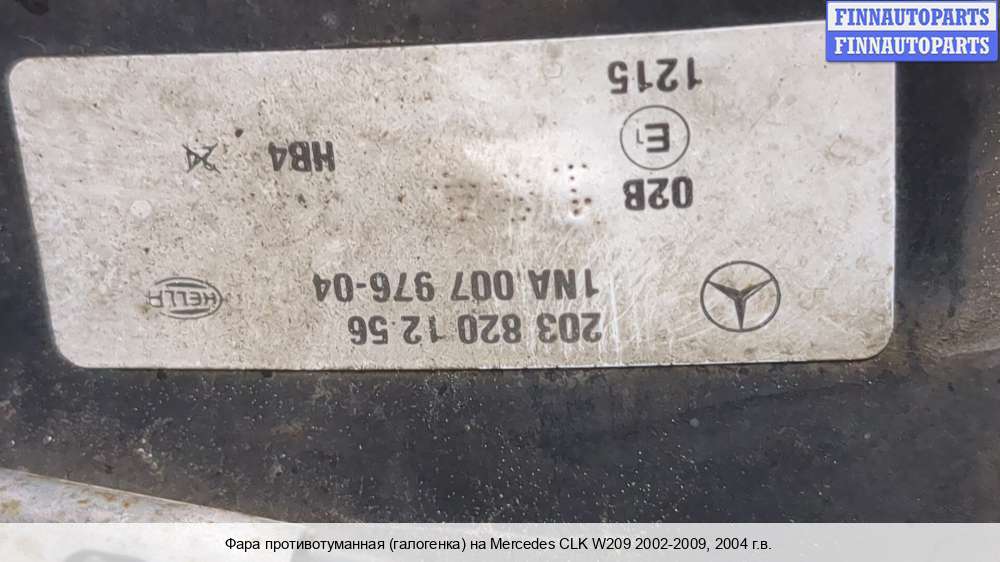 FINNAUTOPARTS
FINNAUTOPARTS
203 820 12 56
1NA 007 976-04
HELLA
02B
HB4
E1
1215
Фара противотуманная (галогенка) на Mercedes CLK W209 2002-2009, 2004 г.в.